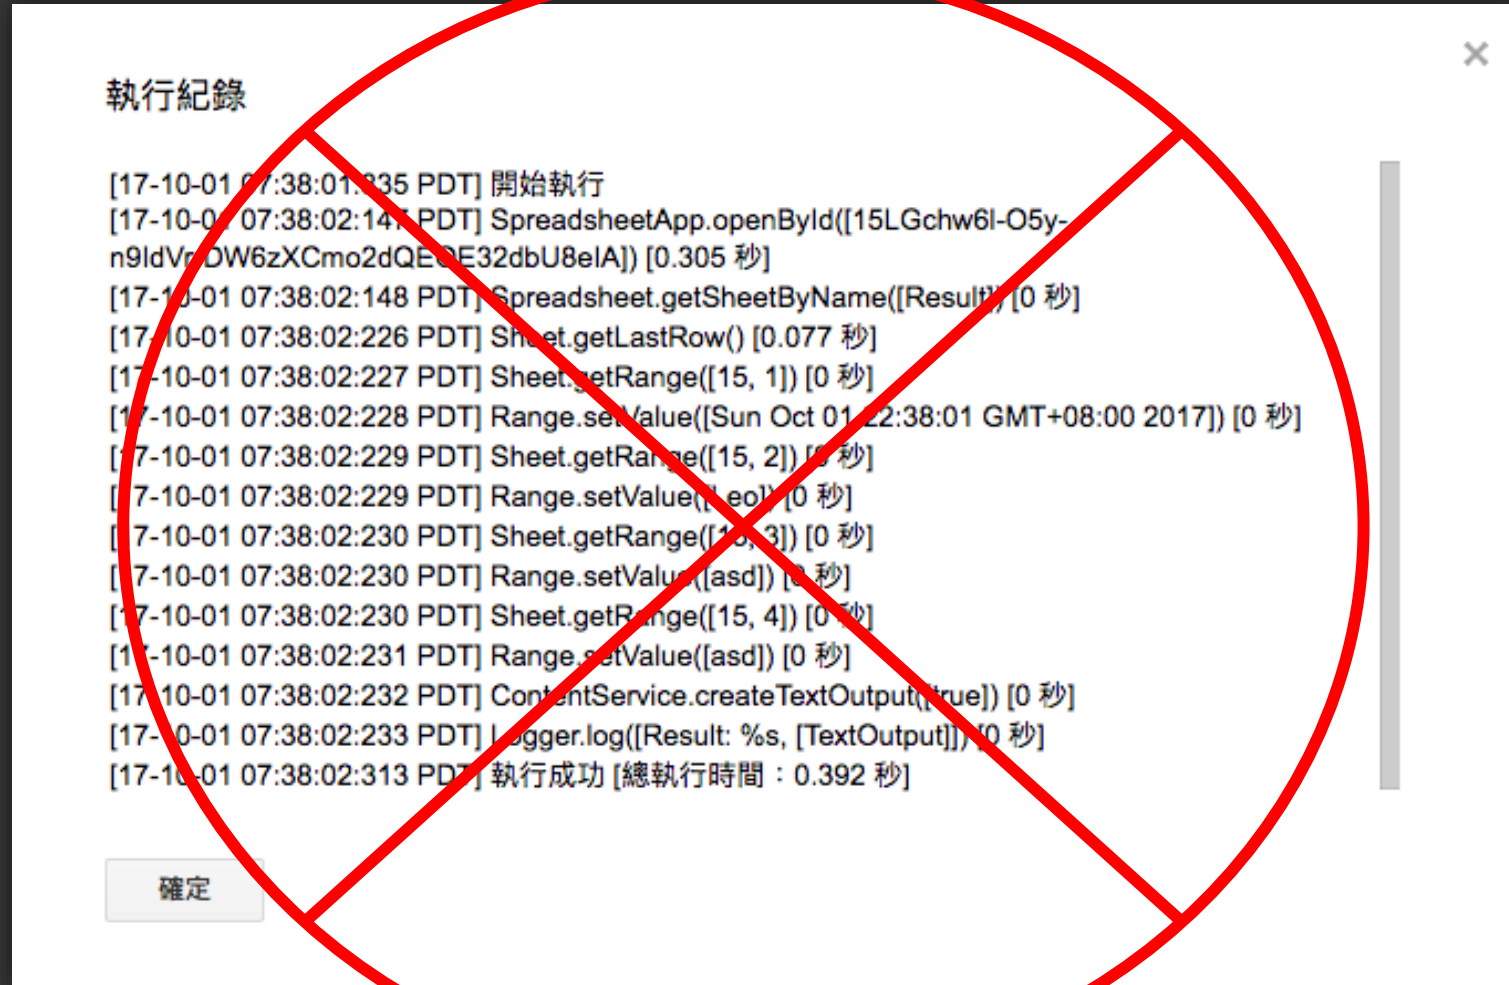 執行紀錄
[17-10-01 07:38:01:335 PDT] 開始執行
[17-10-01 07:38:02:147 PDT] SpreadsheetApp.openById([15LGchw6l-O5y-
DW6zXCmo2dQE E32dbU8eIA]) [0.305 秒]
[17-10-01 07:38:02:148 PDT] Spreadsheet.getSheetByName([Result]) [0 秒]
[17-10-01 07:38:02:226 PDT] Sheet.getLastRow() [0.077 秒]
[17-10-01 07:38:02:227 PDT] Sheet.getRange([15, 1]) [0 秒]
[17-10-01 07:38:02:228 PDT] Range.setValue([Sun Oct 01 22:38:01 GMT+08:00 2017]) [0 秒]
[17-10-01 07:38:02:229 PDT] Sheet.getRange([15, 2]) [0 秒]
[17-10-01 07:38:02:229 PDT] Range.setValue([Leo]) [0 秒]
[17-10-01 07:38:02:230 PDT] Sheet.getRange([15, 3]) [0 秒]
[17-10-01 07:38:02:230 PDT] Range.setValue([asd]) [0 秒]
[17-10-01 07:38:02:230 PDT] Sheet.getRange([15, 4]) [0 秒]
[17-10-01 07:38:02:231 PDT] Range.setValue([asd]) [0 秒]
[17-10-01 07:38:02:232 PDT] ContentService.createTextOutput([true]) [0 秒]
[17-10-01 07:38:02:233 PDT] Logger.log([Result: %s, [TextOutput]]) [0 秒]
[17-10-01 07:38:02:313 PDT] 執行成功 [總執行時間：0.392 秒]
確定